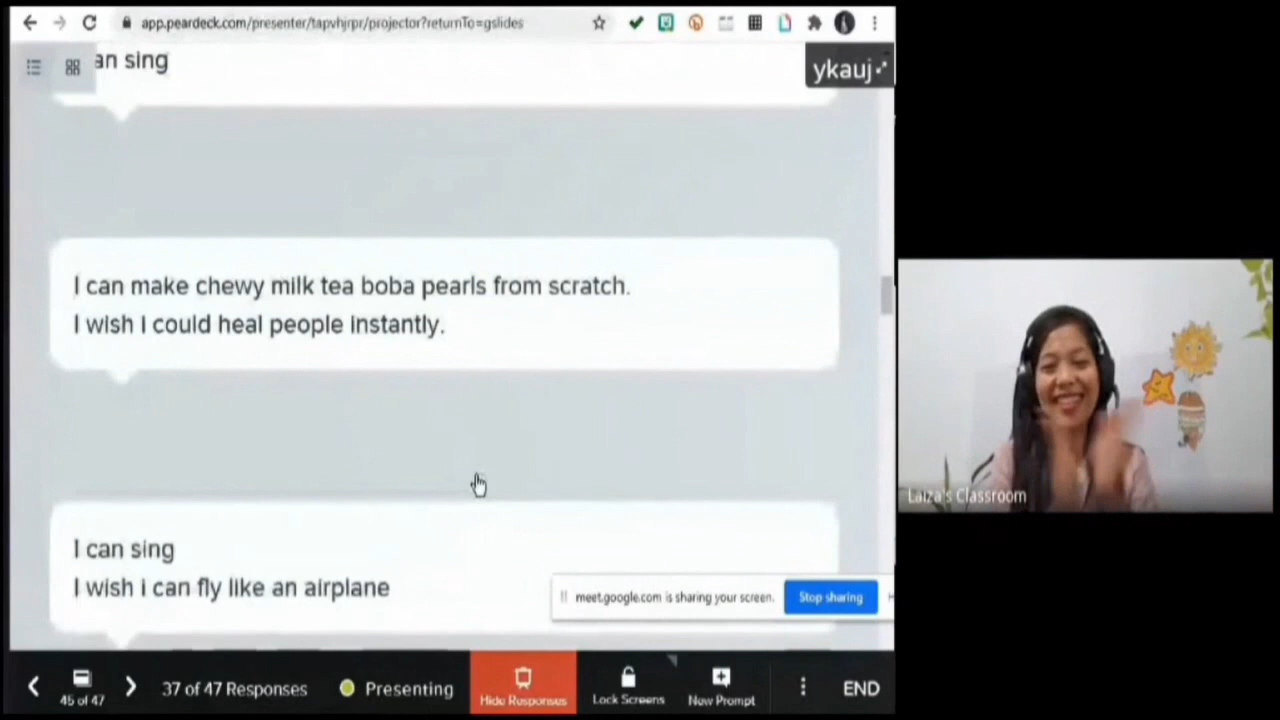 app.peardeck.com/presenter/tapvhjrpr/projector?returnTo=gslides
an sing
ykauj
I can make chewy milk tea boba pearls from scratch.
I wish I could heal people instantly.
I can sing
I wish i can fly like an airplane
meet.google.com is sharing your screen.
Stop sharing
Laiza's Classroom
45 of 47
37 of 47 Responses
Presenting
Hide Responses
Lock Screens
New Prompt
END